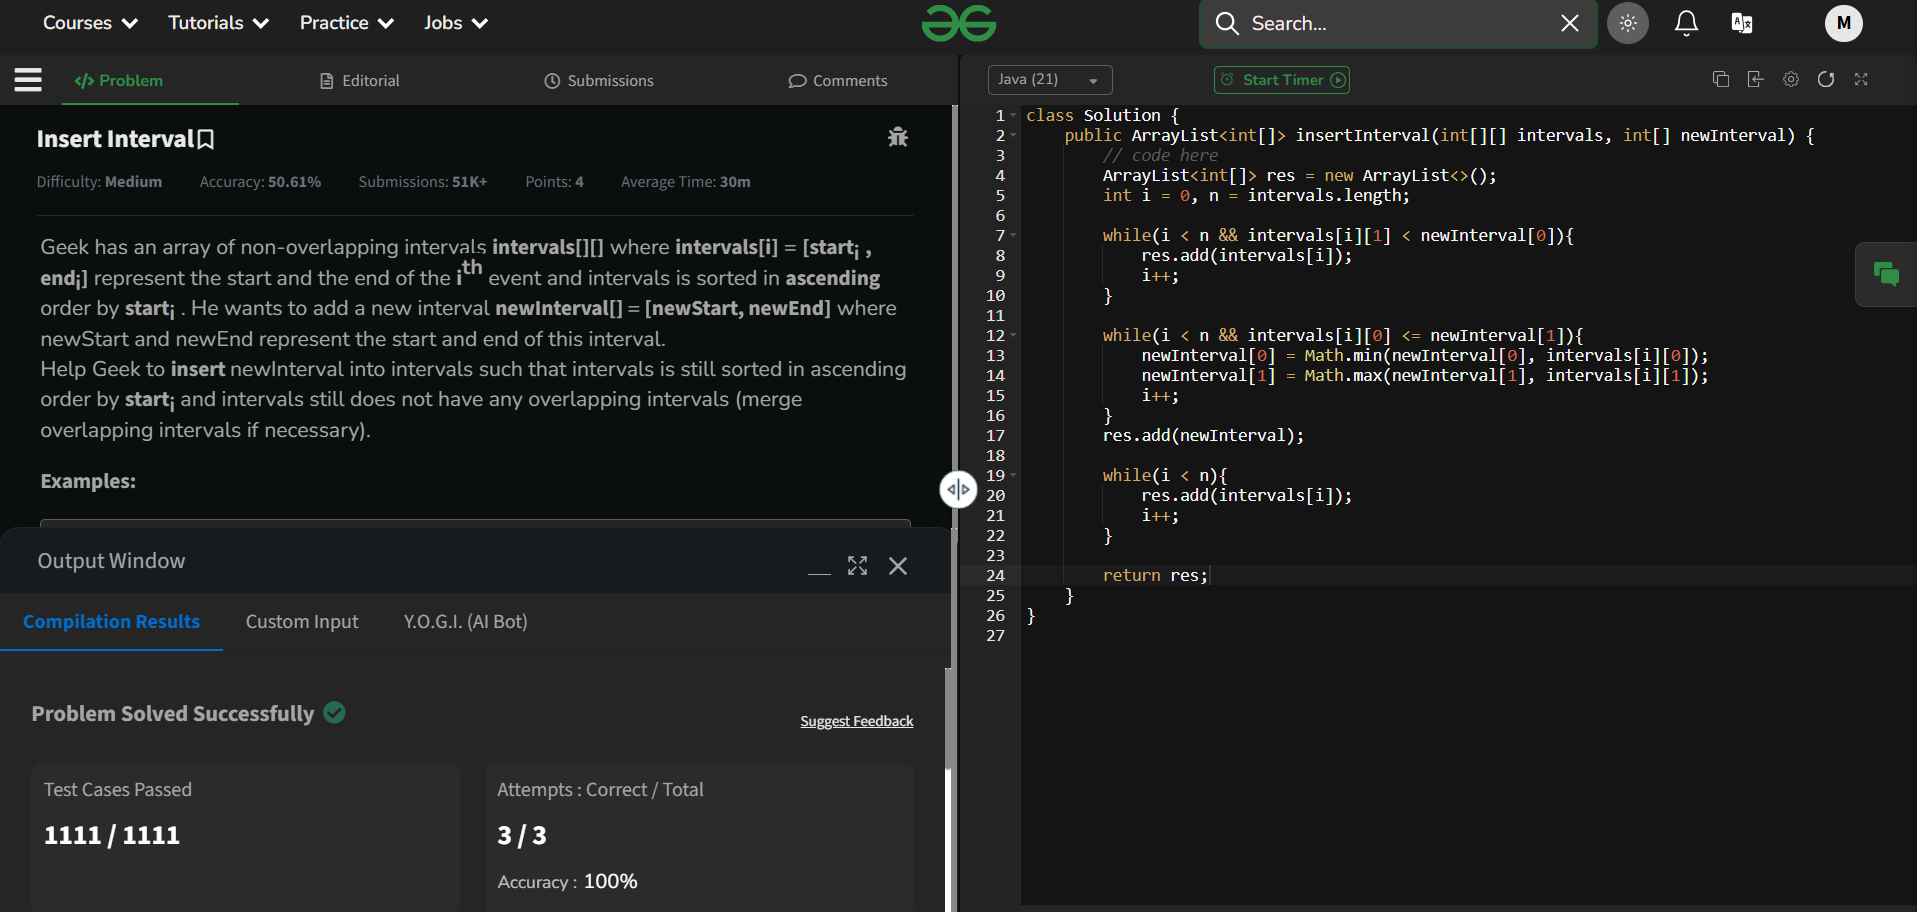 Courses Tutorials Practice Jobs
Search...
M
</> Problem Editorial Submissions Comments
Java (21) Start Timer
Insert Interval
Difficulty: Medium Accuracy: 50.61% Submissions: 51K+ Points: 4 Average Time: 30m
Geek has an array of non-overlapping intervals intervals[][] where intervals[i] = [starti ,
endi] represent the start and the end of the ith event and intervals is sorted in ascending
order by starti . He wants to add a new interval newInterval[] = [newStart, newEnd] where
newStart and newEnd represent the start and end of this interval.
Help Geek to insert newInterval into intervals such that intervals is still sorted in ascending
order by starti and intervals still does not have any overlapping intervals (merge
overlapping intervals if necessary).
Examples:
Output Window
Compilation Results Custom Input Y.O.G.I. (AI Bot)
Problem Solved Successfully
Suggest Feedback
Test Cases Passed
1111 / 1111
Attempts : Correct / Total
3 / 3
Accuracy : 100%
1 class Solution {
2     public ArrayList<int[]> insertInterval(int[][] intervals, int[] newInterval) {
3         // code here
4         ArrayList<int[]> res = new ArrayList<>();
5         int i = 0, n = intervals.length;
6
7         while(i < n && intervals[i][1] < newInterval[0]){
8             res.add(intervals[i]);
9             i++;
10         }
11
12         while(i < n && intervals[i][0] <= newInterval[1]){
13             newInterval[0] = Math.min(newInterval[0], intervals[i][0]);
14             newInterval[1] = Math.max(newInterval[1], intervals[i][1]);
15             i++;
16         }
17         res.add(newInterval);
18
19         while(i < n){
20             res.add(intervals[i]);
21             i++;
22         }
23
24         return res;
25     }
26 }
27